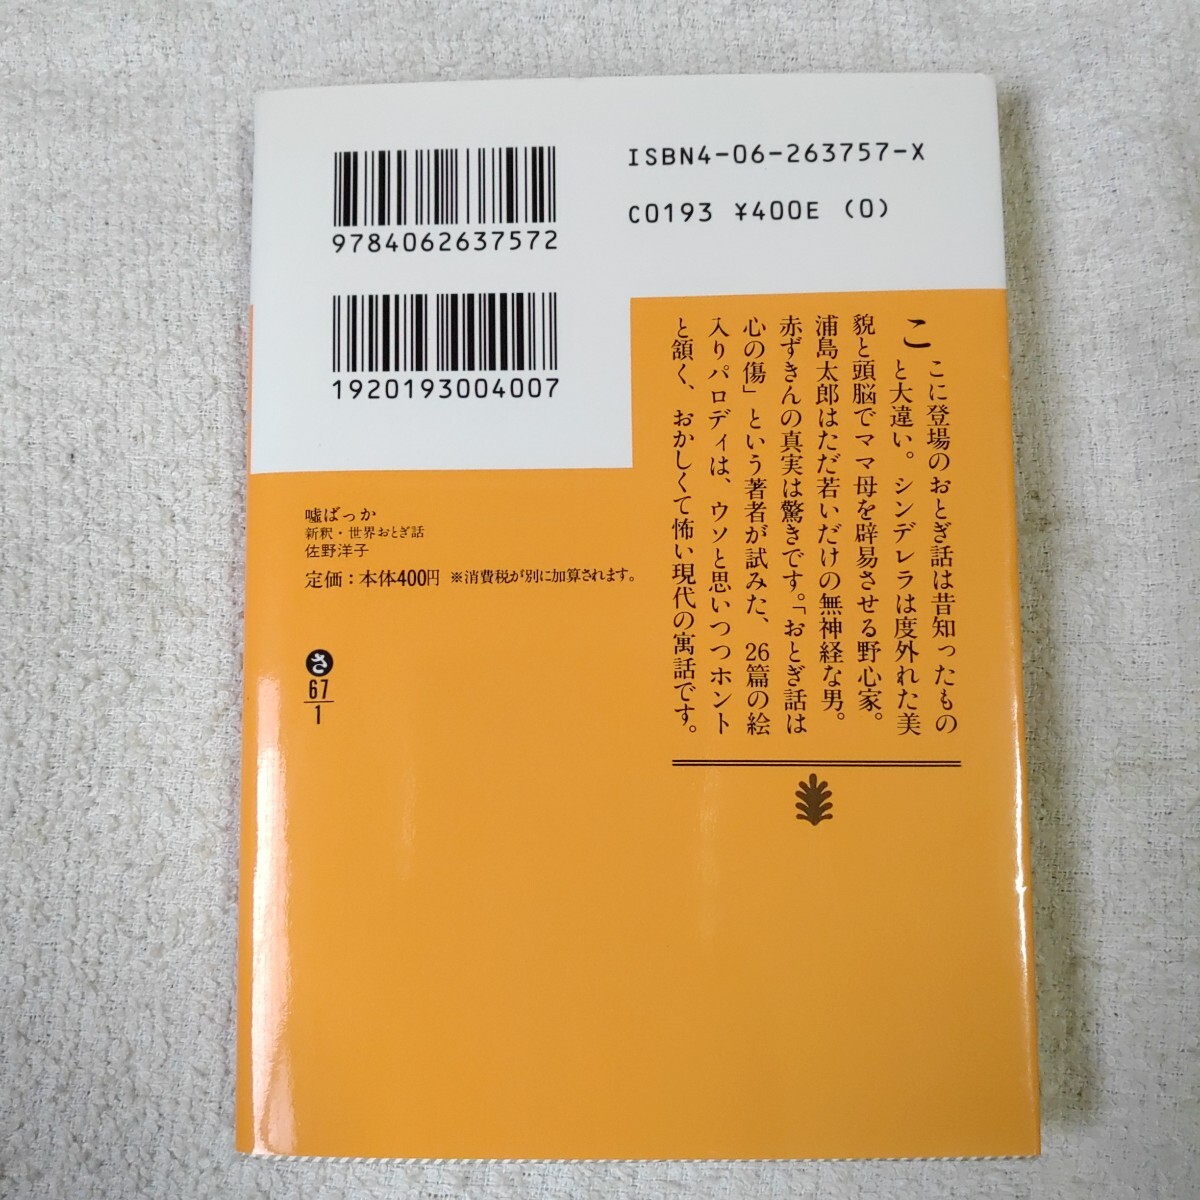 ISBN4-06-263757-X
C0193 ¥400E (0)
9784062637572
1920193004007
ここに登場のおとぎ話は昔知ったもの
と大違い。シンデレラは度外れた美
貌と頭脳でママ母を辟易させる野心家。
浦島太郎はただ若いだけの無神経な男。
赤ずきんの真実は驚きです。「おとぎ話は
心の傷」という著者が試みた、26篇の絵
入りパロディは、ウソと思いつつホント
と頷く、おかしくて怖い現代の寓話です。
嘘ばっか
新釈・世界おとぎ話
佐野洋子
定価:本体400円 ※消費税が別に加算されます。
さ
67
1